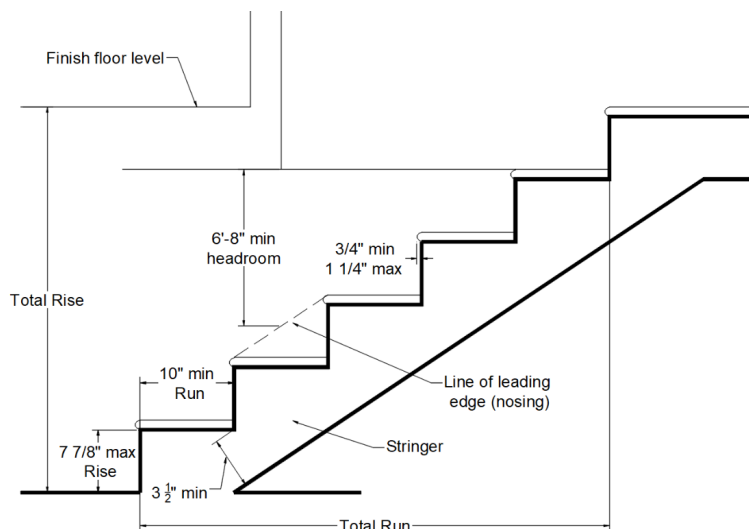 Finish floor level
6'-8" min
headroom
3/4" min
1 1/4" max
Total Rise
10" min
Run
Line of leading
edge (nosing)
7 7/8" max
Rise
Stringer
3 1/2" min
Total Run